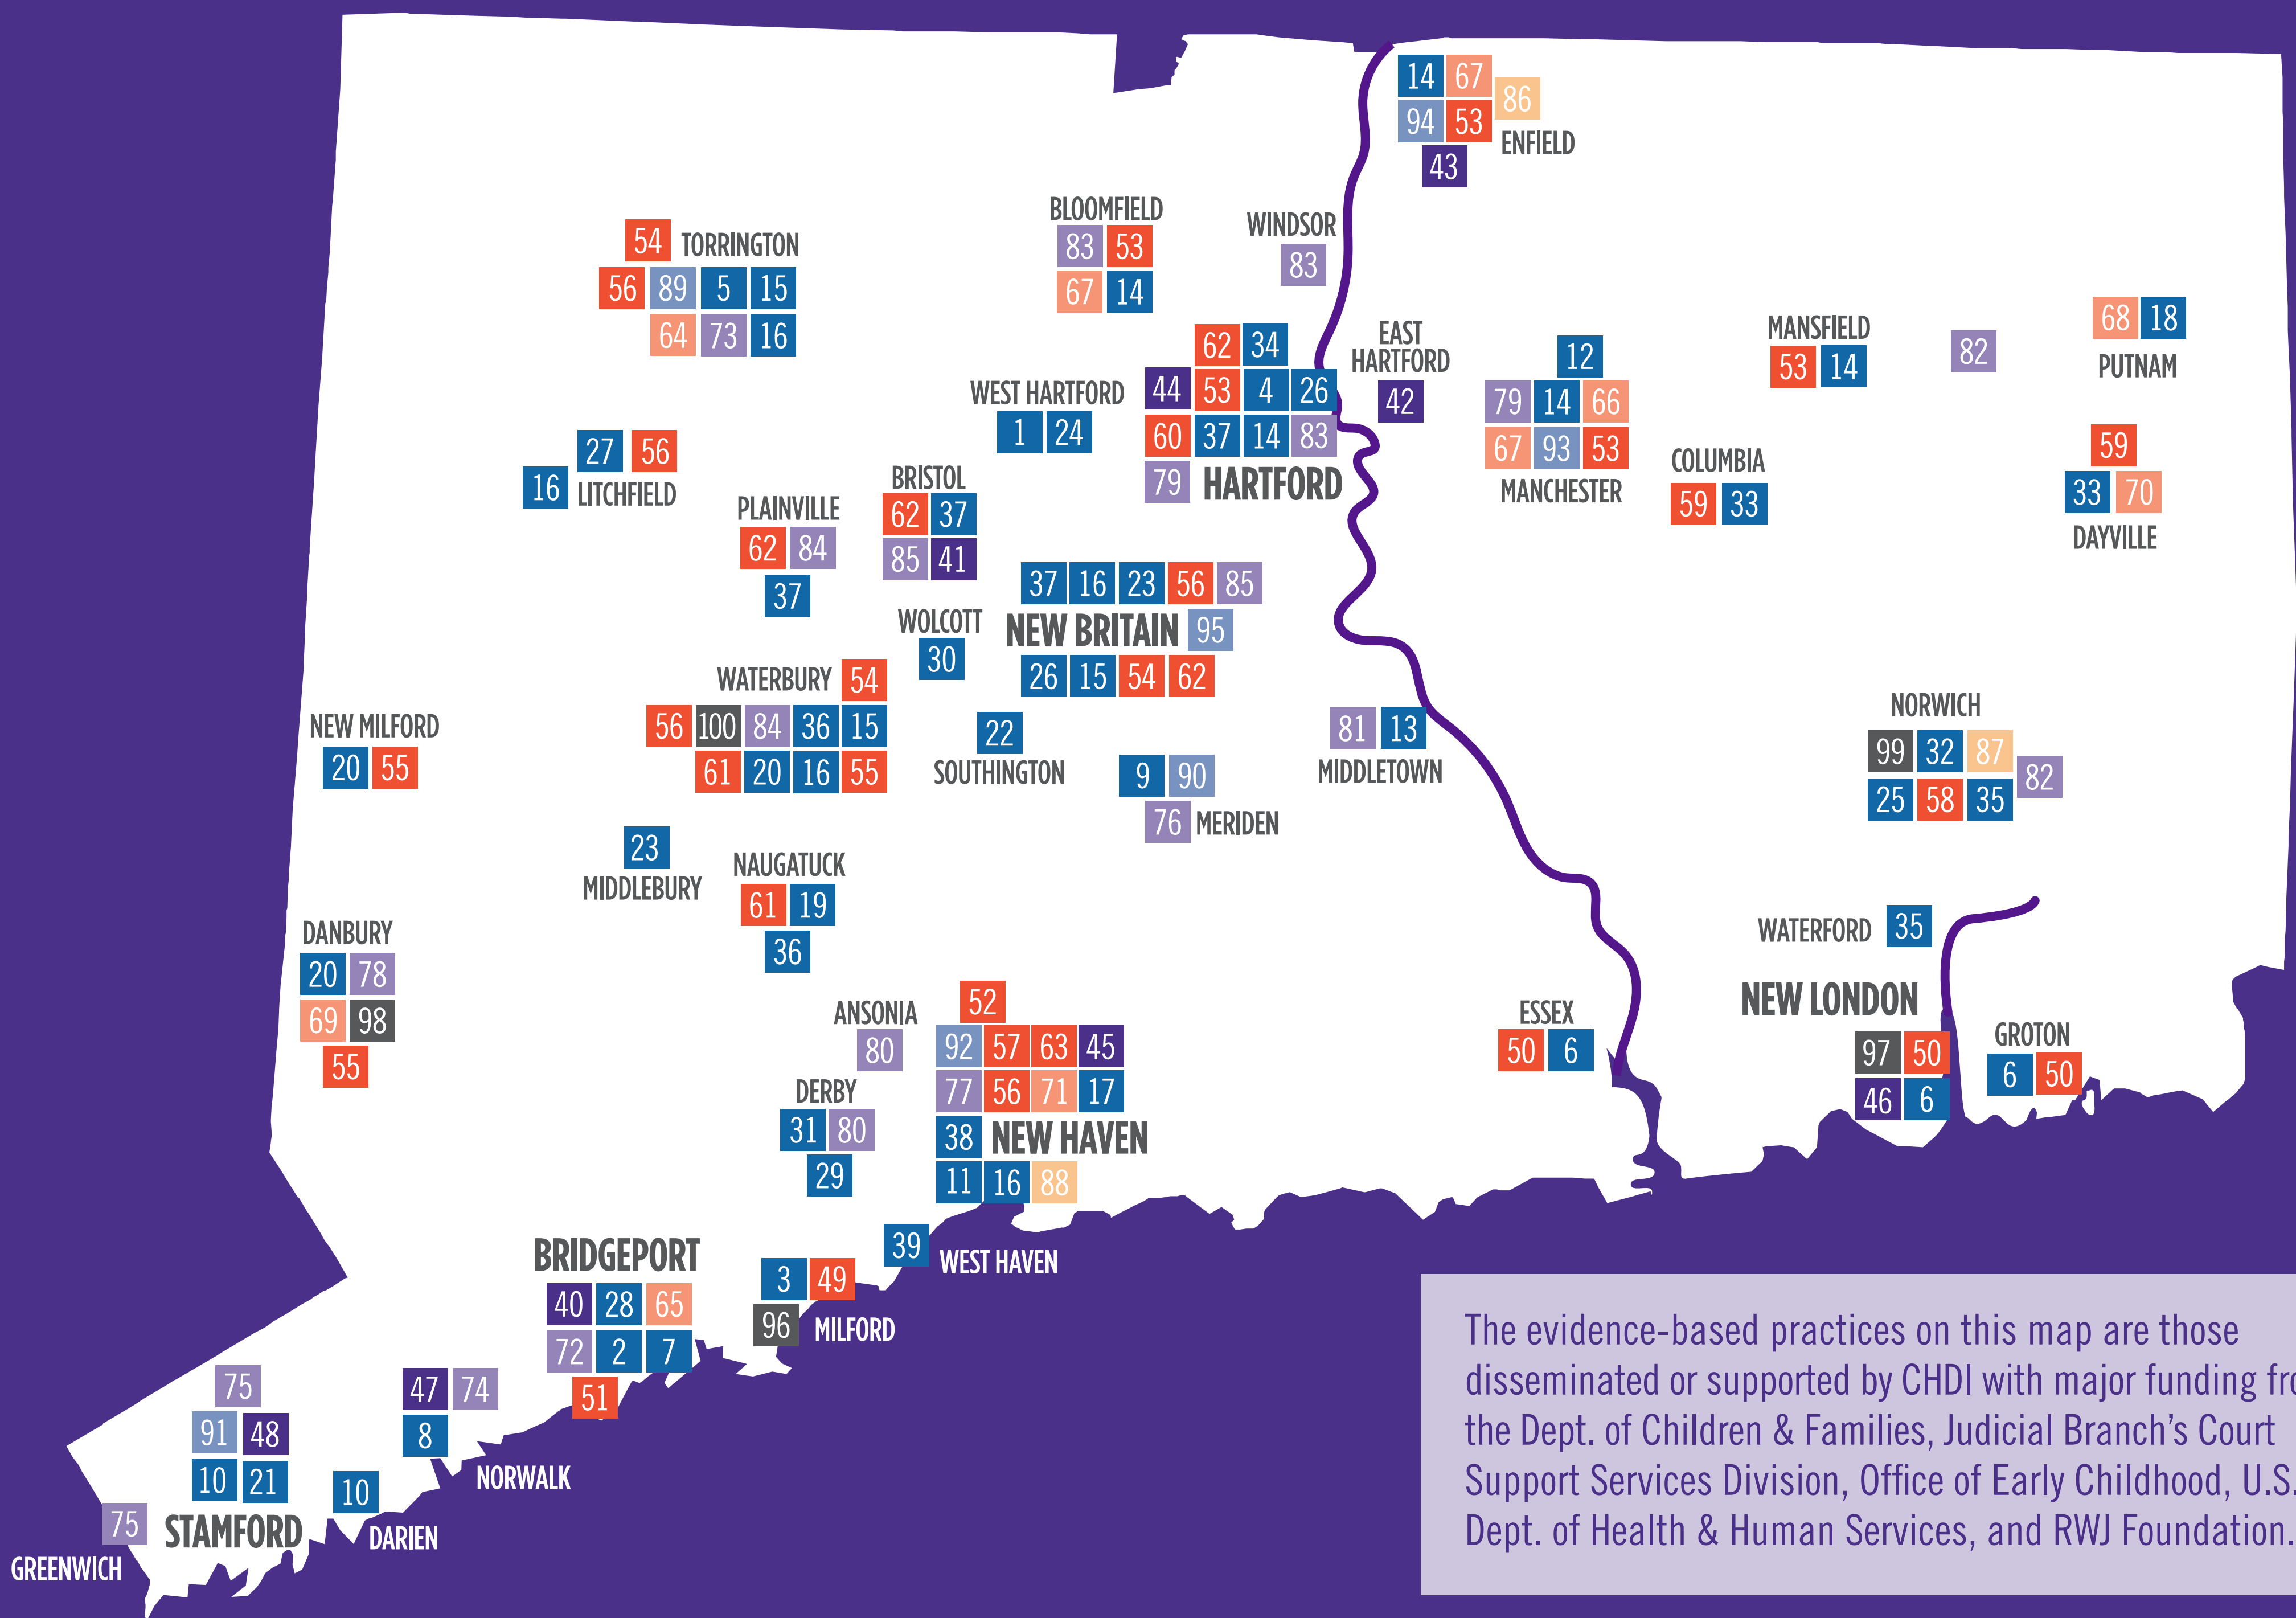 14 67
86
94 53
ENFIELD
43
BLOOMFIELD
83 53
67 14
WINDSOR
83
54 TORRINGTON
56 89 5 15
64 73 16
62 34
44 53 4 26
60 37 14 83
79 HARTFORD
EAST
HARTFORD
42
WEST HARTFORD
1 24
12
79 14 66
67 93 53
MANCHESTER
MANSFIELD
53 14
82
68 18
PUTNAM
59
33 70
DAYVILLE
COLUMBIA
59 33
27 56
16 LITCHFIELD
PLAINVILLE
62 84
37
BRISTOL
62 37
85 41
37 16 23 56 85
NEW BRITAIN 95
26 15 54 62
WOLCOTT
30
WATERBURY 54
56 100 84 36 15
61 20 16 55
NEW MILFORD
20 55
22
SOUTHINGTON
9 90
76 MERIDEN
81 13
MIDDLETOWN
NORWICH
99 32 87
82
25 58 35
23
MIDDLEBURY
NAUGATUCK
61 19
36
DANBURY
20 78
69 98
55
WATERFORD 35
NEW LONDON
97 50
46 6
GROTON
6 50
ESSEX
50 6
ANSONIA
80
52
92 57 63 45
77 56 71 17
38 NEW HAVEN
11 16 88
DERBY
31 80
29
39 WEST HAVEN
BRIDGEPORT
40 28 65
72 2 7
51
3 49
96 MILFORD
47 74
8
NORWALK
75
91 48
10 21
STAMFORD
10
DARIEN
75
GREENWICH
The evidence-based practices on this map are those
disseminated or supported by CHDI with major funding
the Dept. of Children & Families, Judicial Branch’s Court
Support Services Division, Office of Early Childhood, U.S.
Dept. of Health & Human Services, and RWJ Foundation.